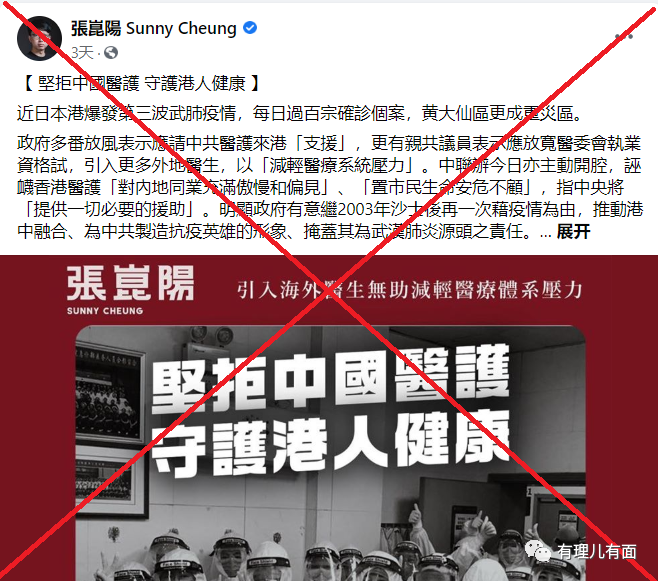 張崑陽 Sunny Cheung
3天
【 堅拒中國醫護 守護港人健康 】
近日本港爆發第三波武肺疫情，每日過百宗確診個案，黃大仙區更成重災區。
政府多番放風表示應請中共醫護來港「支援」，更有親共議員表示應放寬醫委會執業
資格試，引入更多外地醫生，以「減輕醫療系統壓力」。中聯辦今日亦主動開腔，誣
衊香港醫護「對內地同業充滿傲慢和偏見」、「置市民生命安危不顧」，指中央將
「提供一切必要的援助」。明顯政府有意繼2003年沙士後再一次藉疫情為由，推動港
中融合、為中共製造抗疫英雄的形象、掩蓋其為武漢肺炎源頭之責任。... 展开
張崑陽
SUNNY CHEUNG
引入海外醫生無助減輕醫療體系壓力
堅拒中國醫護
守護港人健康
有理儿有面